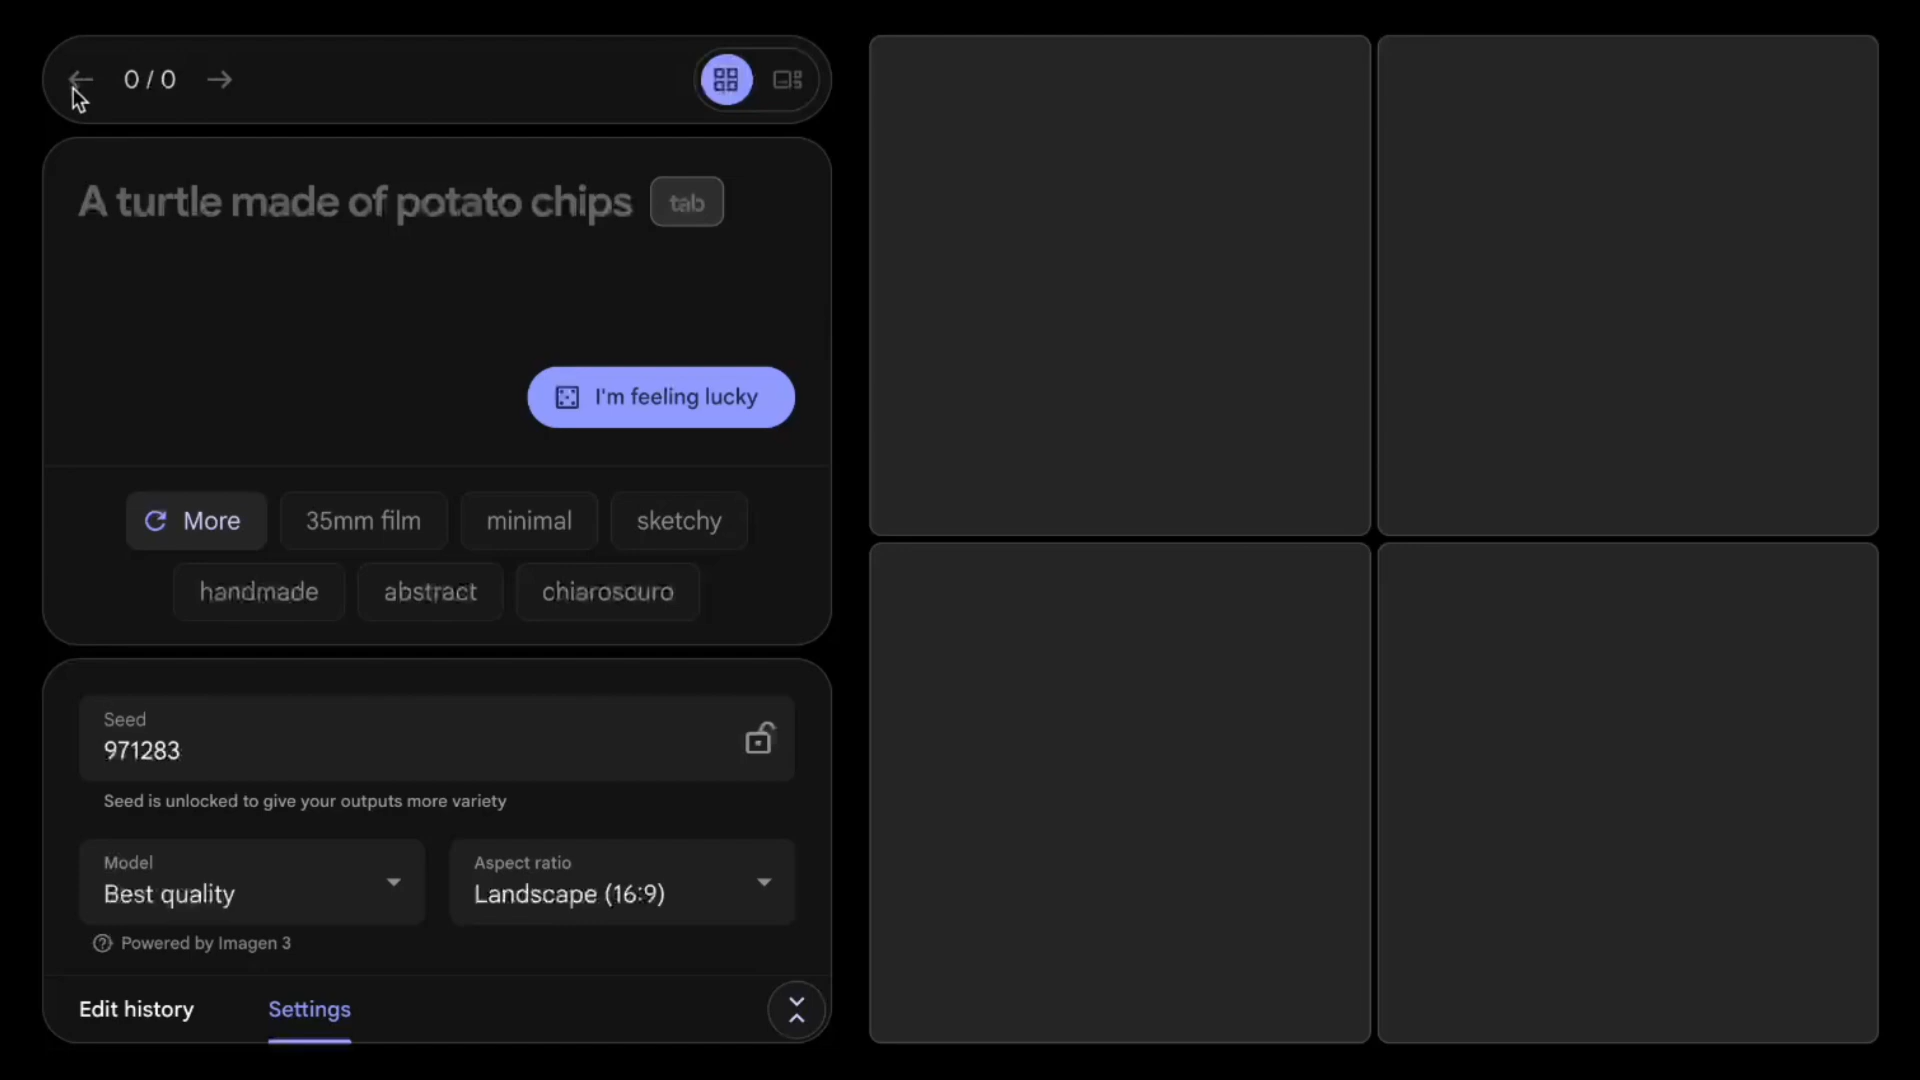 0 / 0
A turtle made of potato chips tab
I'm feeling lucky
More 35mm film minimal sketchy
handmade abstract chiaroscuro
Seed
971283
Seed is unlocked to give your outputs more variety
Model Aspect ratio
Best quality Landscape (16:9)
Powered by Imagen 3
Edit history Settings